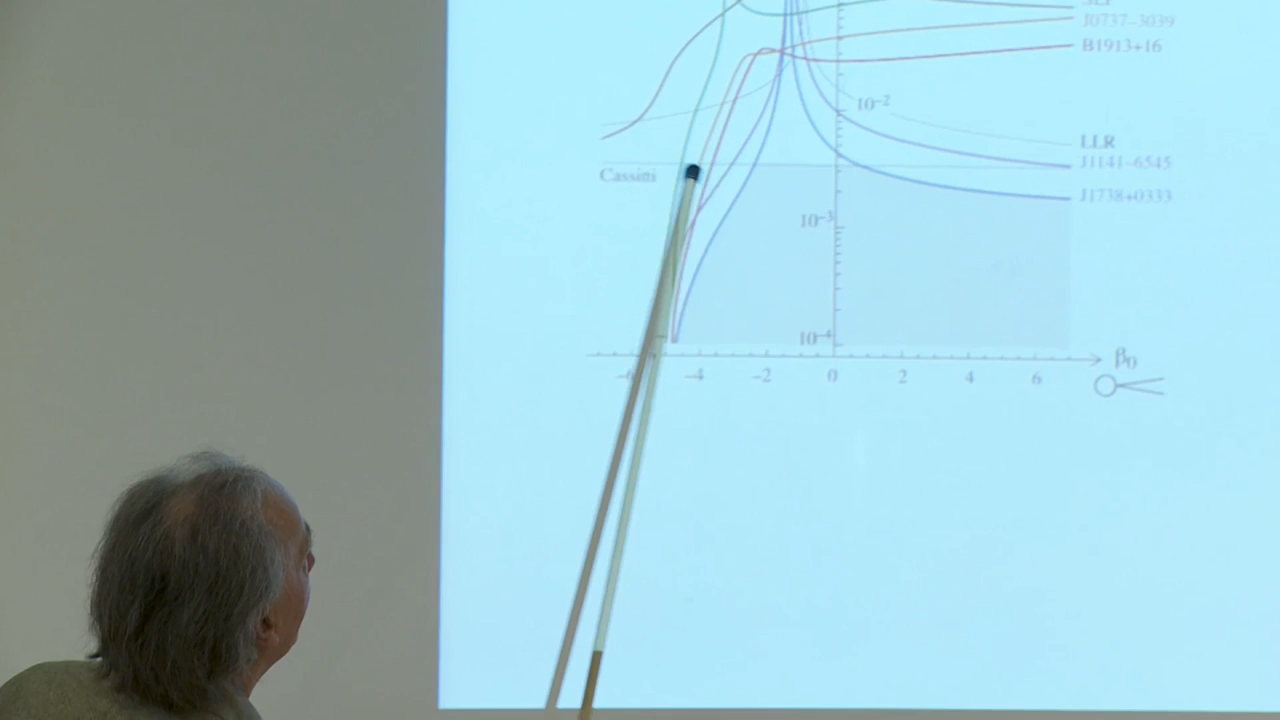 SEP
J0737–3039
B1913+16
10⁻²
LLR
J1141–6545
Cassini
J1738+0333
10⁻³
10⁻⁴
β₀
–4 –2 0 2 4 6